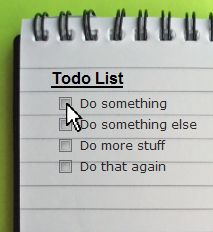 Todo List
Do something
Do something else
Do more stuff
Do that again